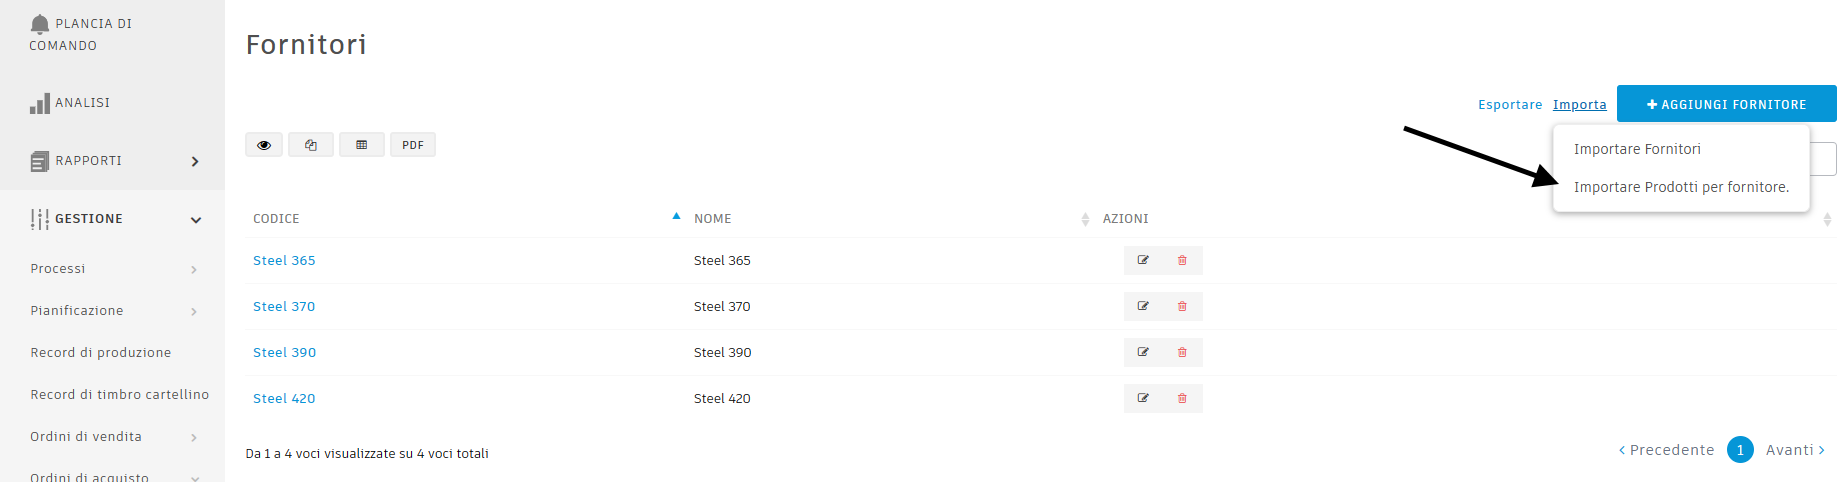 PLANCIA DI
COMANDO
ANALISI
RAPPORTI
GESTIONE
Processi
Pianificazione
Record di produzione
Record di timbro cartellino
Ordini di vendita
Ordini di acquisto
Fornitori
Esportare Importa AGGIUNGI FORNITORE
Importare Fornitori
Importare Prodotti per fornitore.
PDF
CODICE NOME AZIONI
Steel 365 Steel 365
Steel 370 Steel 370
Steel 390 Steel 390
Steel 420 Steel 420
Da 1 a 4 voci visualizzate su 4 voci totali
Precedente 1 Avanti